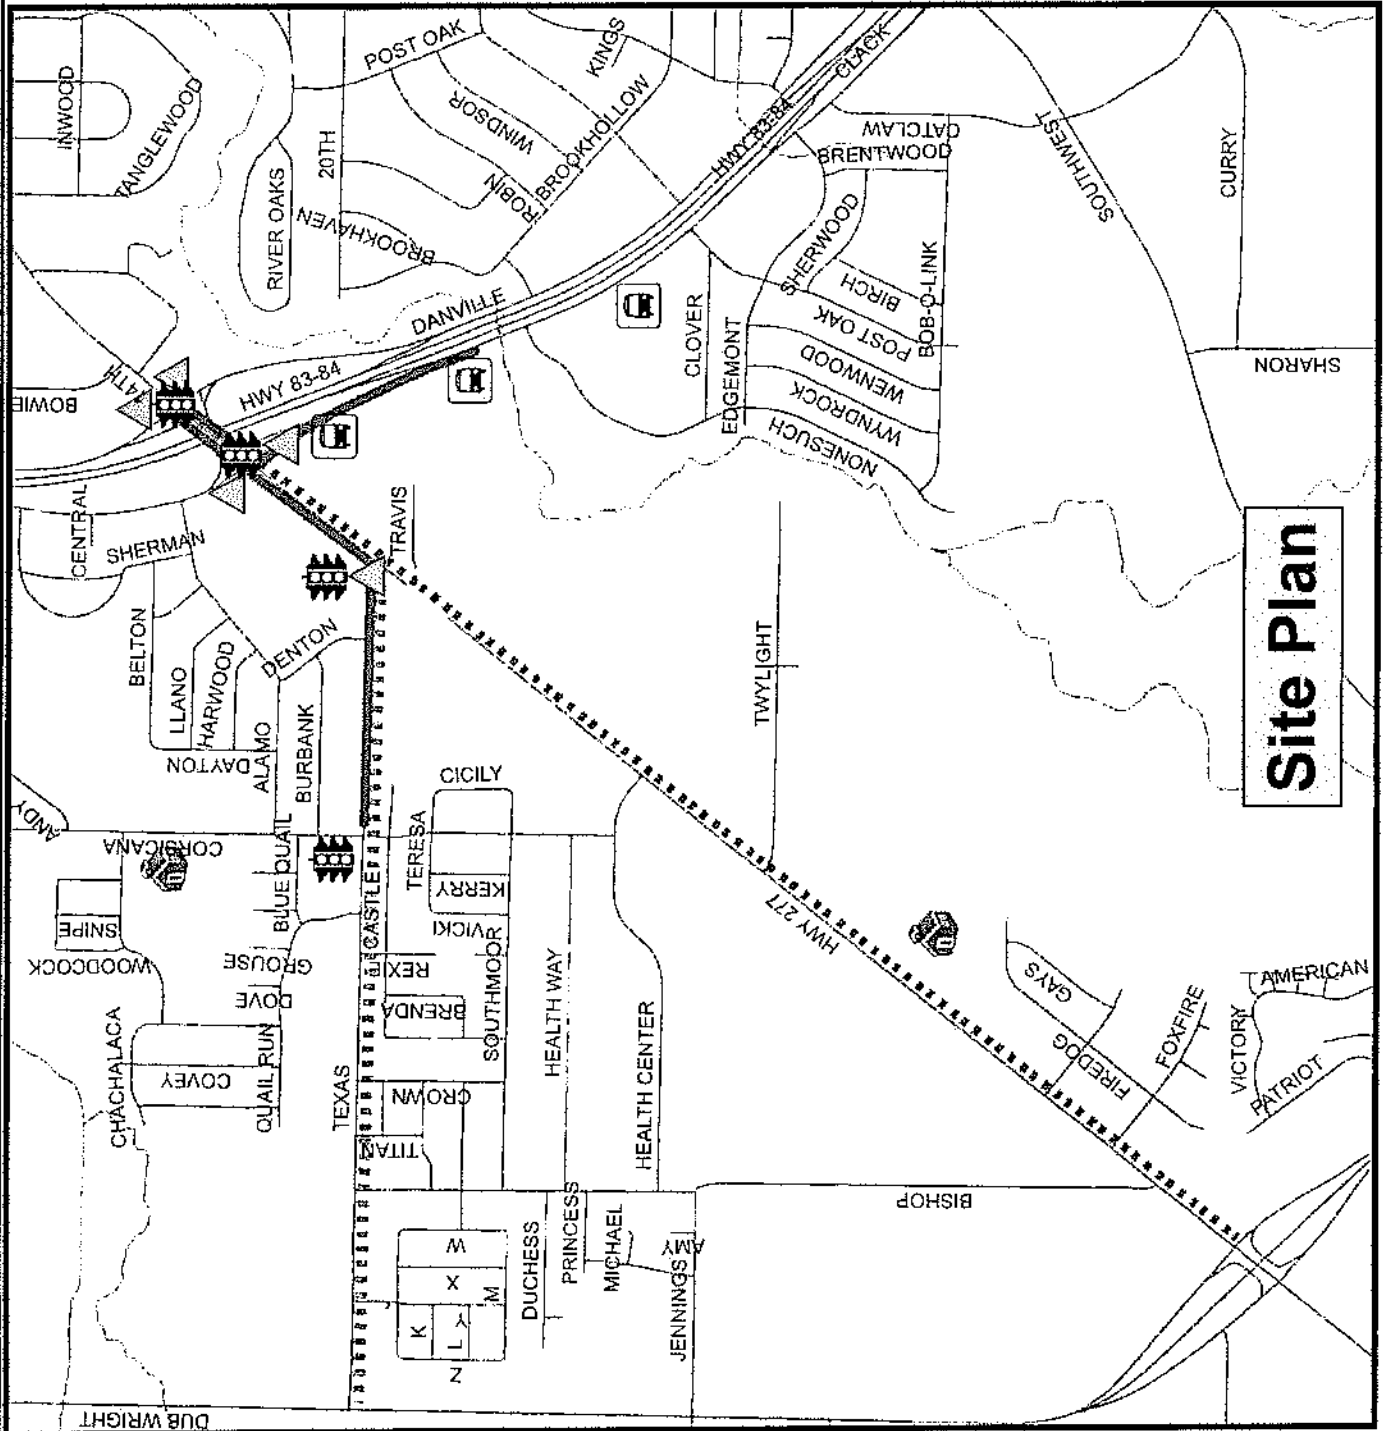 INWOOD
TANGLEWOOD
RIVER OAKS
20TH
POST OAK
WINDSOR
KINGS
BROOKHOLLOW
ROBIN
BROOKHAVEN
DANVILLE
HWY 83-84
CLACK
HWY 83-84
CATCLAW
BRENTWOOD
SOUTHWEST
CURRY
SHERWOOD
BIRCH
POST OAK
BOB-O-LINK
CLOVER
EDGEMONT
WENWOOD
WYNDROCK
NONESUCH
SHARON
BOWIE
14TH
CENTRAL
SHERMAN
TRAVIS
BELTON
LLANO
HARWOOD
DENTON
DAYTON
ALAMO
BURBANK
TWYLIGHT
Site Plan
ANDY
CORSICANA
BLUE QUAIL
CASTLE
TERESA
CICILY
KERRY
VICKI
SNIPE
WOODCOCK
GROUSE
DOVE
REX
BRENDA
SOUTHMOOR
HEALTH WAY
HEALTH CENTER
HWY 277
CHACHALACA
COVEY
QUAIL RUN
TEXAS
CROWN
TITAN
GAYS
FIREDOG
FOXFIRE
VICTORY
AMERICAN
PATRIOT
BISHOP
W
X
M
K
L
Y
Z
DUCHESS
PRINCESS
MICHAEL
AMY
JENNINGS
DUB WRIGHT